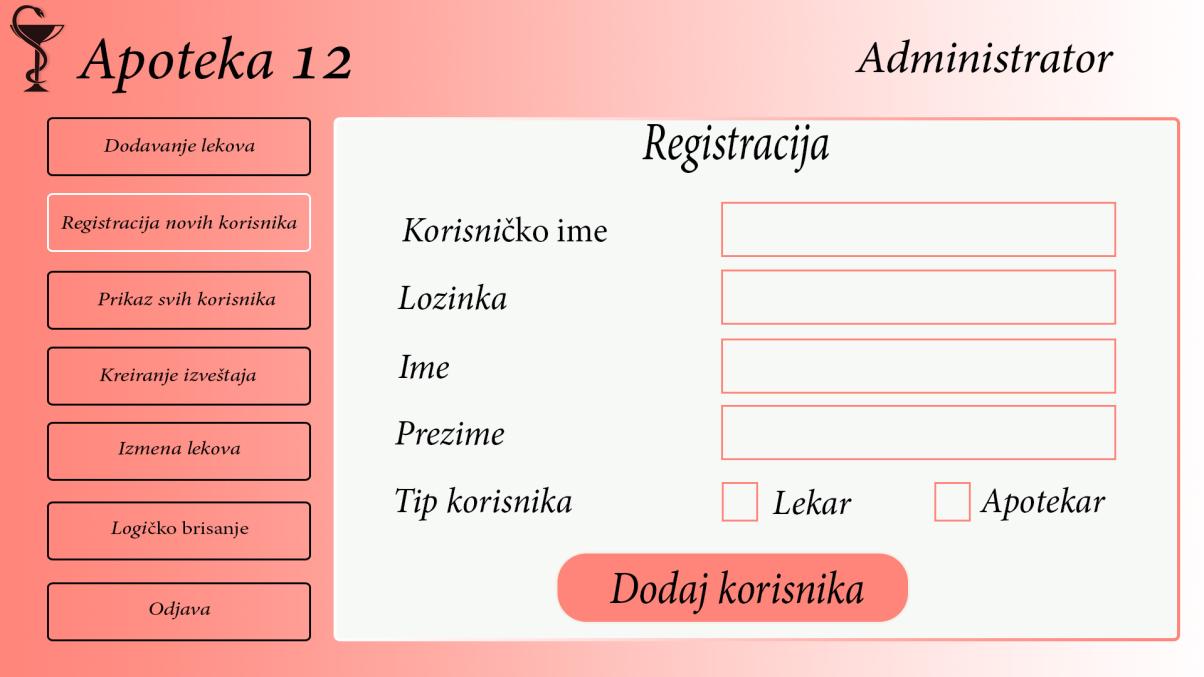 Apoteka 12
Administrator
Dodavanje lekova
Registracija novih korisnika
Prikaz svih korisnika
Kreiranje izveštaja
Izmena lekova
Logičko brisanje
Odjava
Registracija
Korisničko ime
Lozinka
Ime
Prezime
Tip korisnika
Lekar
Apotekar
Dodaj korisnika